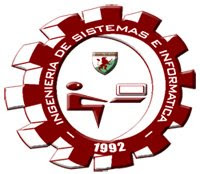 INGENIERIA DE SISTEMAS E INFORMATICA
1992